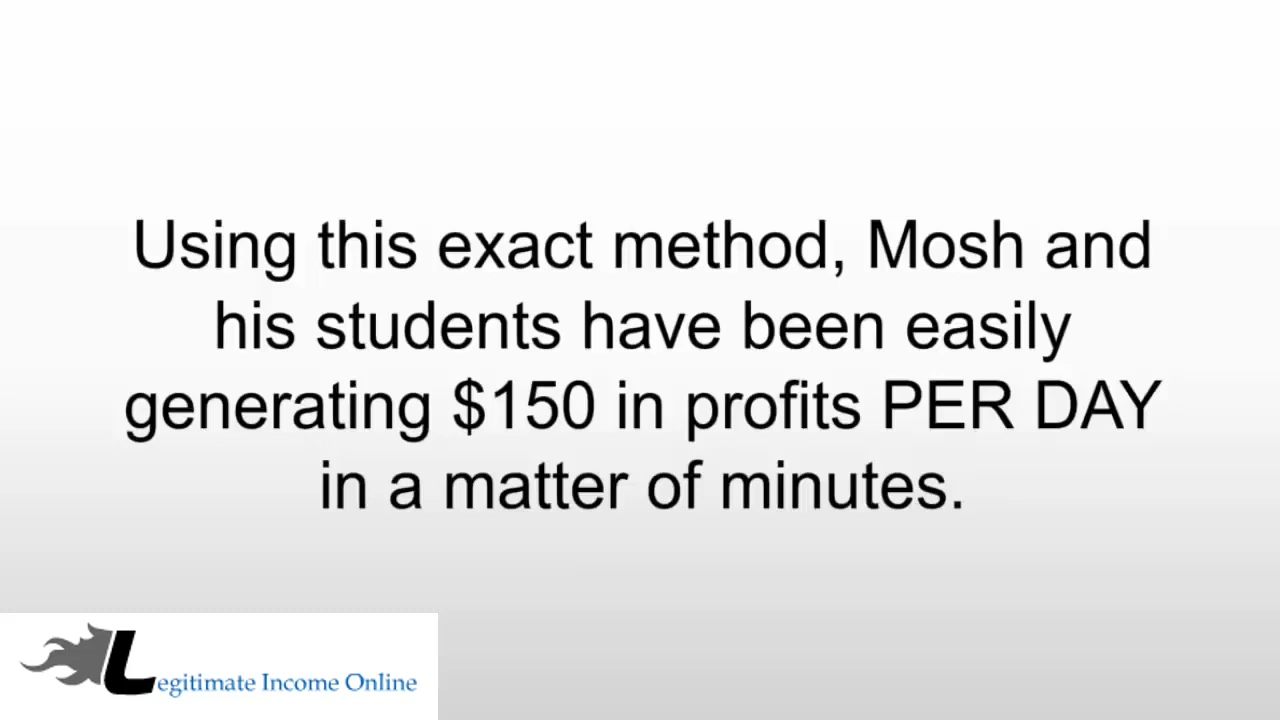 Using this exact method, Mosh and
his students have been easily
generating $150 in profits PER DAY
in a matter of minutes.
Legitimate Income Online